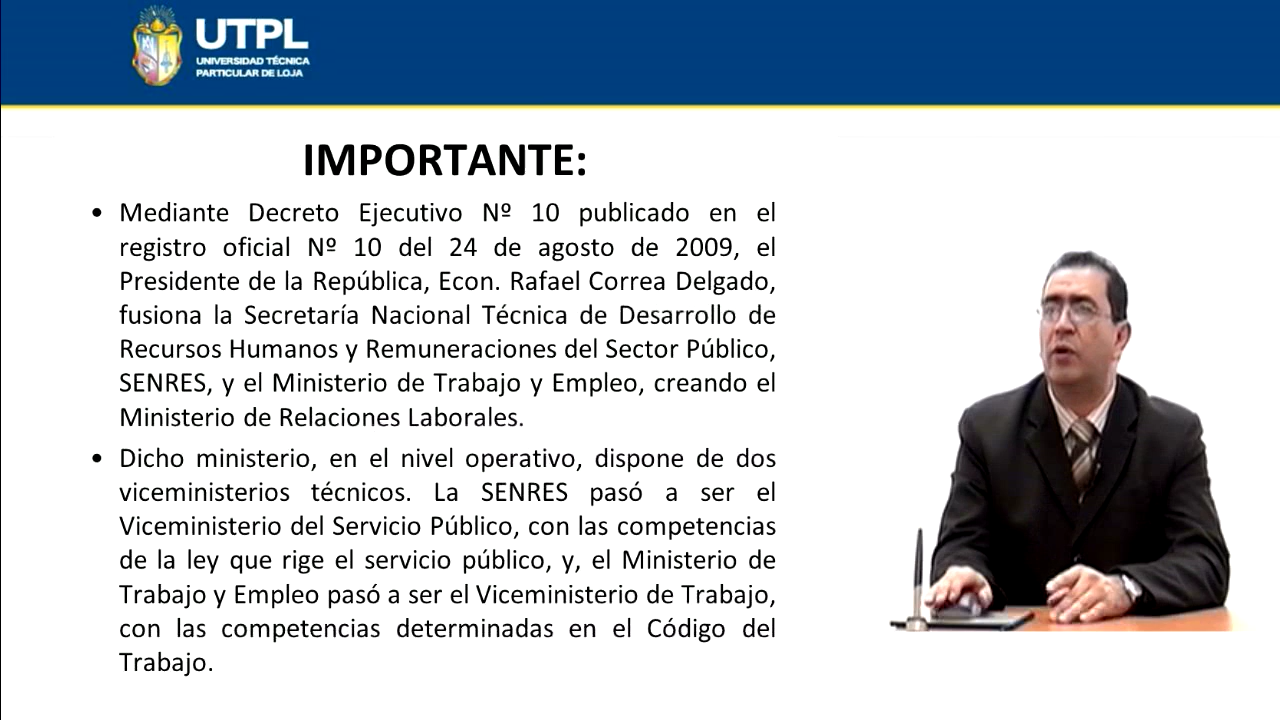 UTPL
UNIVERSIDAD TÉCNICA
PARTICULAR DE LOJA
IMPORTANTE:
• Mediante Decreto Ejecutivo Nº 10 publicado en el
registro oficial Nº 10 del 24 de agosto de 2009, el
Presidente de la República, Econ. Rafael Correa Delgado,
fusiona la Secretaría Nacional Técnica de Desarrollo de
Recursos Humanos y Remuneraciones del Sector Público,
SENRES, y el Ministerio de Trabajo y Empleo, creando el
Ministerio de Relaciones Laborales.
• Dicho ministerio, en el nivel operativo, dispone de dos
viceministerios técnicos. La SENRES pasó a ser el
Viceministerio del Servicio Público, con las competencias
de la ley que rige el servicio público, y, el Ministerio de
Trabajo y Empleo pasó a ser el Viceministerio de Trabajo,
con las competencias determinadas en el Código del
Trabajo.